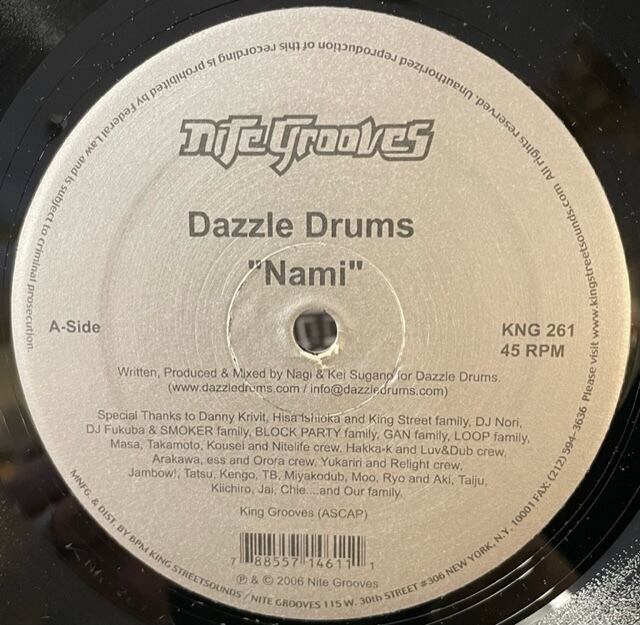 Unauthorized reproduction of this recording is prohibited by Federal Law and is subject to criminal prosecution.
nite Grooves
Dazzle Drums
"Nami"
A-Side
KNG 261
45 RPM
Written, Produced & Mixed by Nagi & Kei Sugano for Dazzle Drums.
(www.dazzledrums.com / info@dazzledrums.com)
Special Thanks to Danny Krivit, Hisa Ishioka and King Street family, DJ Nori,
DJ Fukuba & SMOKER family, BLOCK PARTY family, GAN family, LOOP family,
Masa, Takamoto, Kousei and Nitelife crew, Hakka-k and Luv&Dub crew,
Arakawa, ess and Orora crew, Yukariri and Relight crew,
Jambow!, Tatsu, Kengo, TB, Miyakodub, Moo, Ryo and Aki, Taiju,
Kiichiro, Jai, Chie....and Our family.
King Grooves (ASCAP)
7 88557 14611 1
℗ & © 2006 Nite Grooves
MNFG. & DIST. BY BPM KING STREETSOUNDS / NITE GROOVES 115 W. 30th STREET #306 NEW YORK, N.Y. 10001 FAX: (212) 594-3636 Please visit www.kingstreetsounds.com All rights reserved.